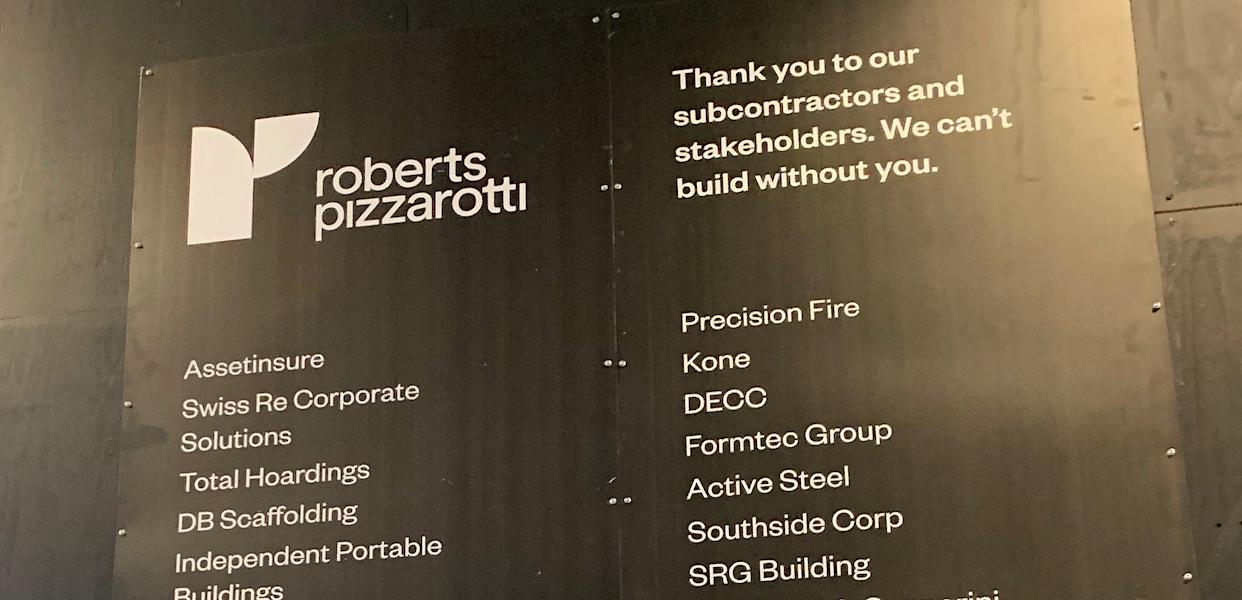 roberts
pizzarotti
Assetinsure
Swiss Re Corporate
Solutions
Total Hoardings
DB Scaffolding
Independent Portable
Buildings
Thank you to our
subcontractors and
stakeholders. We can't
build without you.
Precision Fire
Kone
DECC
Formtec Group
Active Steel
Southside Corp
SRG Building